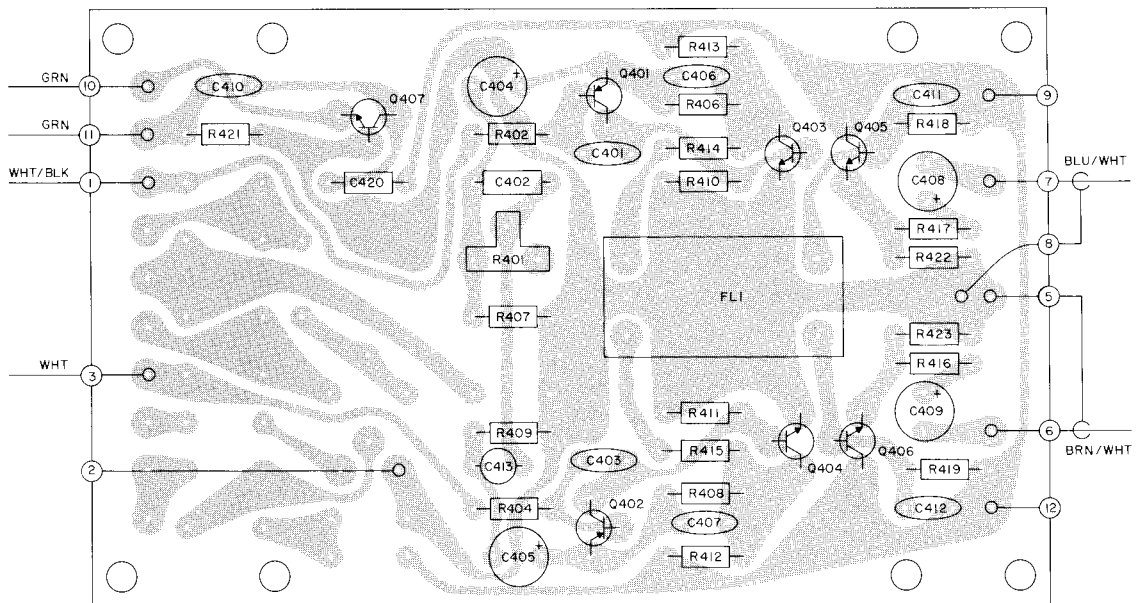 R413
Q401
C406
GRN
10
C410
C404
+
C411
9
Q407
R406
Q403
Q405
R418
GRN
11
R421
R402
C401
R414
BLU/WHT
WHT/BLK
1
C420
C402
R410
C408
+
7
R417
8
R401
R422
FL1
5
R407
R423
R416
WHT
3
+
C409
R411
R409
6
BRN/WHT
2
C413
C403
R415
Q404
Q406
R419
R404
Q402
R408
C407
C412
12
+
C405
R412